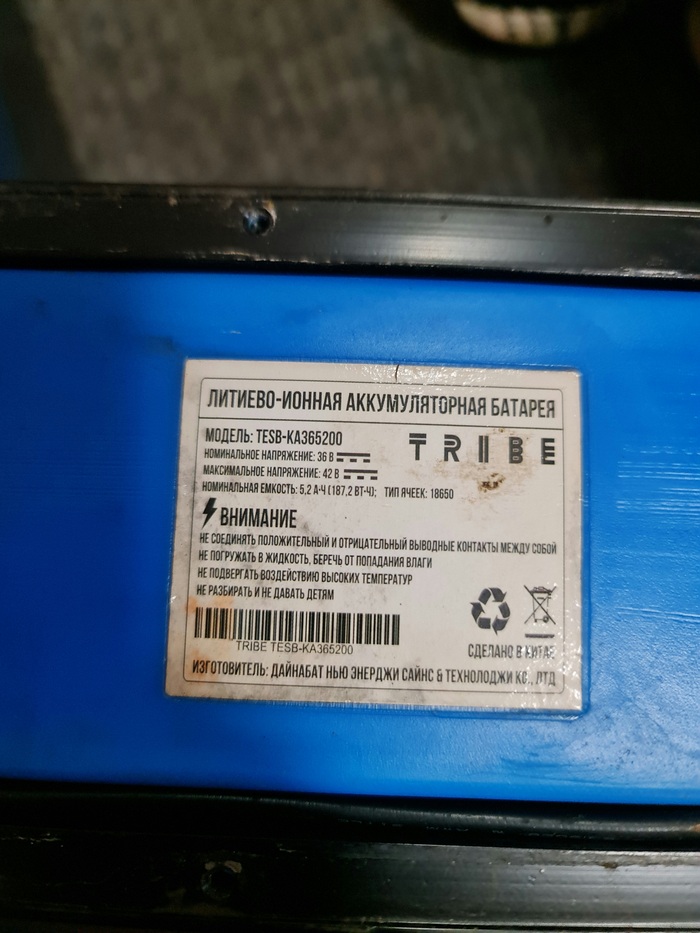 ЛИТИЕВО-ИОННАЯ АККУМУЛЯТОРНАЯ БАТАРЕЯ
МОДЕЛЬ: TESB-KA365200
TRIBE
НОМИНАЛЬНОЕ НАПРЯЖЕНИЕ: 36 В
МАКСИМАЛЬНОЕ НАПРЯЖЕНИЕ: 42 В
НОМИНАЛЬНАЯ ЕМКОСТЬ: 5,2 А·Ч (187,2 ВТ·Ч); ТИП ЯЧЕЕК: 18650
ВНИМАНИЕ
НЕ СОЕДИНЯТЬ ПОЛОЖИТЕЛЬНЫЙ И ОТРИЦАТЕЛЬНЫЙ ВЫВОДНЫЕ КОНТАКТЫ МЕЖДУ СОБОЙ
НЕ ПОГРУЖАТЬ В ЖИДКОСТЬ, БЕРЕЧЬ ОТ ПОПАДАНИЯ ВЛАГИ
НЕ ПОДВЕРГАТЬ ВОЗДЕЙСТВИЮ ВЫСОКИХ ТЕМПЕРАТУР
НЕ РАЗБИРАТЬ И НЕ ДАВАТЬ ДЕТЯМ
TRIBE TESB-KA365200
СДЕЛАНО В КИТАЕ
ИЗГОТОВИТЕЛЬ: ДАЙНАБАТ НЬЮ ЭНЕРДЖИ САЙНС & ТЕХНОЛОДЖИ КО., ЛТД